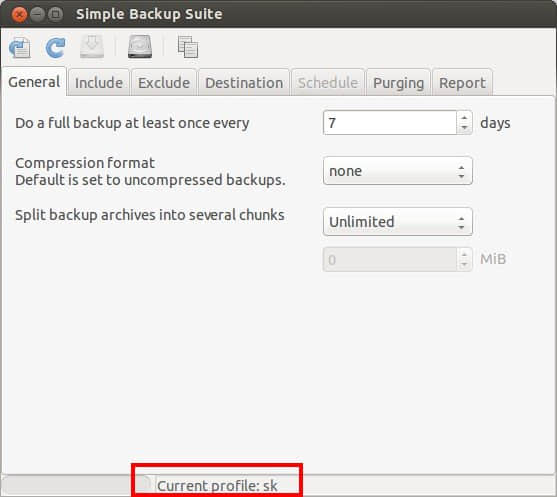 Simple Backup Suite
General Include Exclude Destination Schedule Purging Report
Do a full backup at least once every 7 days
Compression format
Default is set to uncompressed backups.
none
Split backup archives into several chunks Unlimited
0 MiB
Current profile: sk